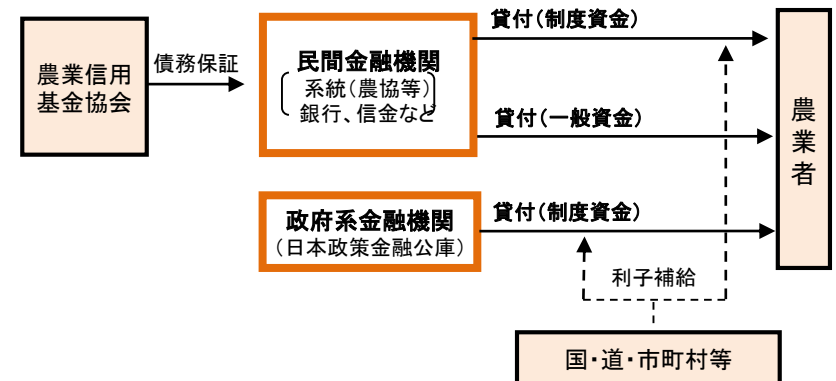 農業信用
基金協会
債務保証
民間金融機関
系統(農協等)
銀行、信金など
貸付(制度資金)
貸付(一般資金)
政府系金融機関
(日本政策金融公庫)
貸付(制度資金)
農業者
利子補給
国・道・市町村等